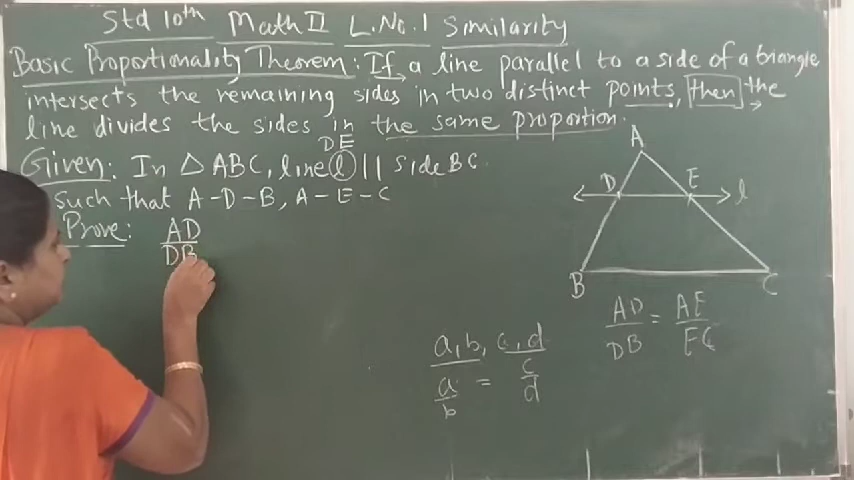 Std 10th Math II L.No.1 Similarity
Basic Proportionality Theorem: If a line parallel to a side of a triangle
intersects the remaining sides in two distinct points, then the
line divides the sides in the same proportion.
DE
Given: In △ ABC, line l || side BC
such that A-D-B, A-E-C
Prove: AD
DB
A
D E l
B C
AD = AE
DB EC
a, b, c, d
a = c
b d